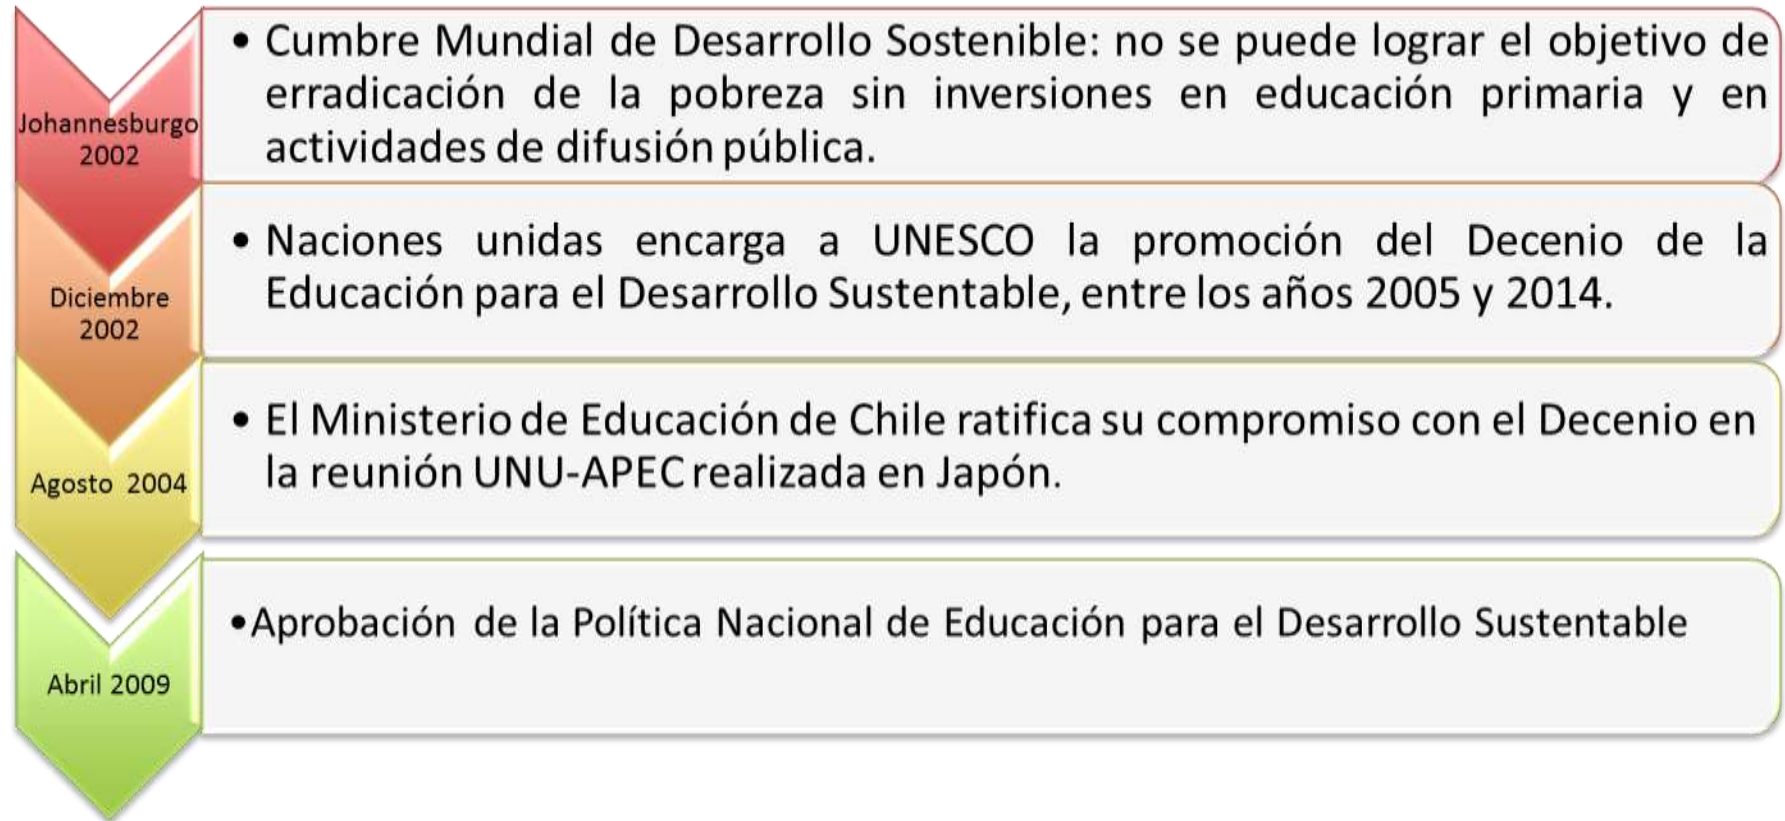 Johannesburgo
2002
• Cumbre Mundial de Desarrollo Sostenible: no se puede lograr el objetivo de
erradicación de la pobreza sin inversiones en educación primaria y en
actividades de difusión pública.
Diciembre
2002
• Naciones unidas encarga a UNESCO la promoción del Decenio de la
Educación para el Desarrollo Sustentable, entre los años 2005 y 2014.
Agosto 2004
• El Ministerio de Educación de Chile ratifica su compromiso con el Decenio en
la reunión UNU-APEC realizada en Japón.
Abril 2009
•Aprobación de la Política Nacional de Educación para el Desarrollo Sustentable